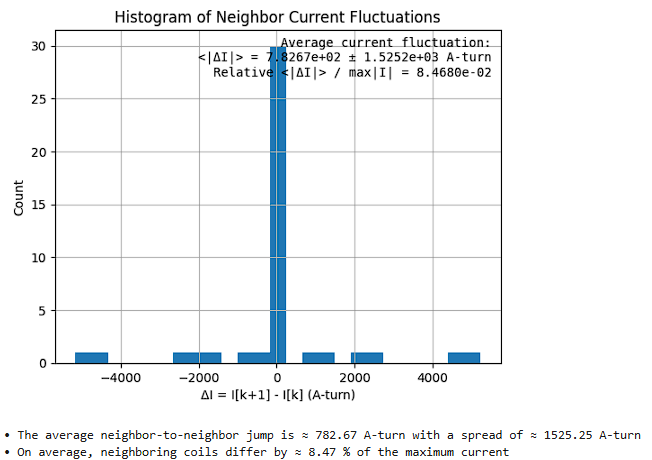 Histogram of Neighbor Current Fluctuations
Average current fluctuation:
<|ΔI|> = 7.8267e+02 ± 1.5252e+03 A-turn
Relative <|ΔI|> / max|I| = 8.4680e-02
30
25
20
15
10
5
0
Count
−4000
−2000
0
2000
4000
ΔI = I[k+1] - I[k] (A-turn)
• The average neighbor-to-neighbor jump is ≈ 782.67 A-turn with a spread of ≈ 1525.25 A-turn
• On average, neighboring coils differ by ≈ 8.47 % of the maximum current